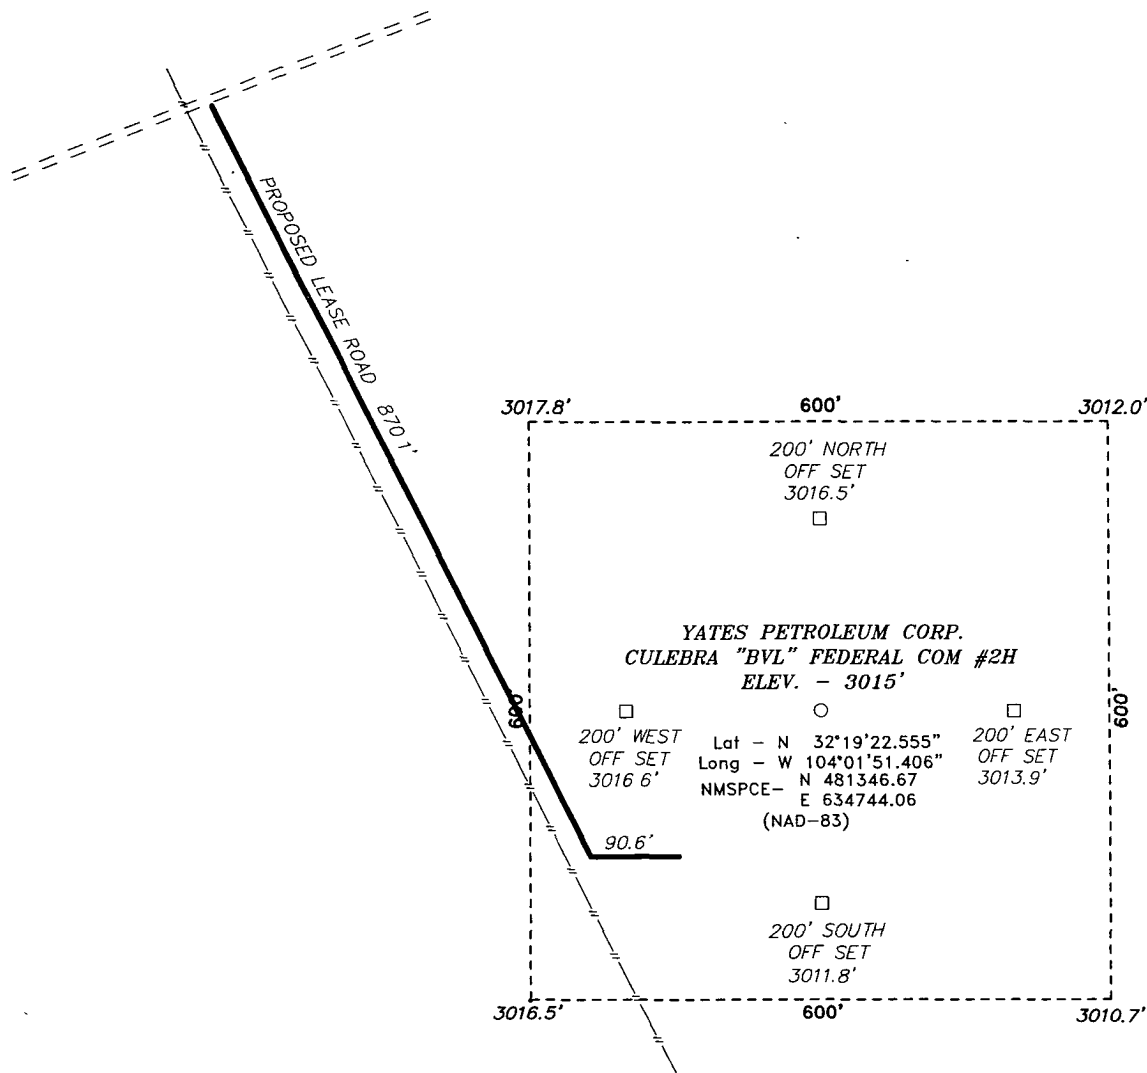 PROPOSED LEASE ROAD 870 1'
3017.8'
600'
3012.0'
200' NORTH
OFF SET
3016.5'
YATES PETROLEUM CORP.
CULEBRA "BVL" FEDERAL COM #2H
ELEV. - 3015'
600'
600'
200' WEST
OFF SET
3016 6'
Lat - N 32°19'22.555"
Long - W 104°01'51.406"
NMSPCE- N 481346.67
E 634744.06
(NAD-83)
200' EAST
OFF SET
3013.9'
90.6'
200' SOUTH
OFF SET
3011.8'
3016.5'
600'
3010.7'